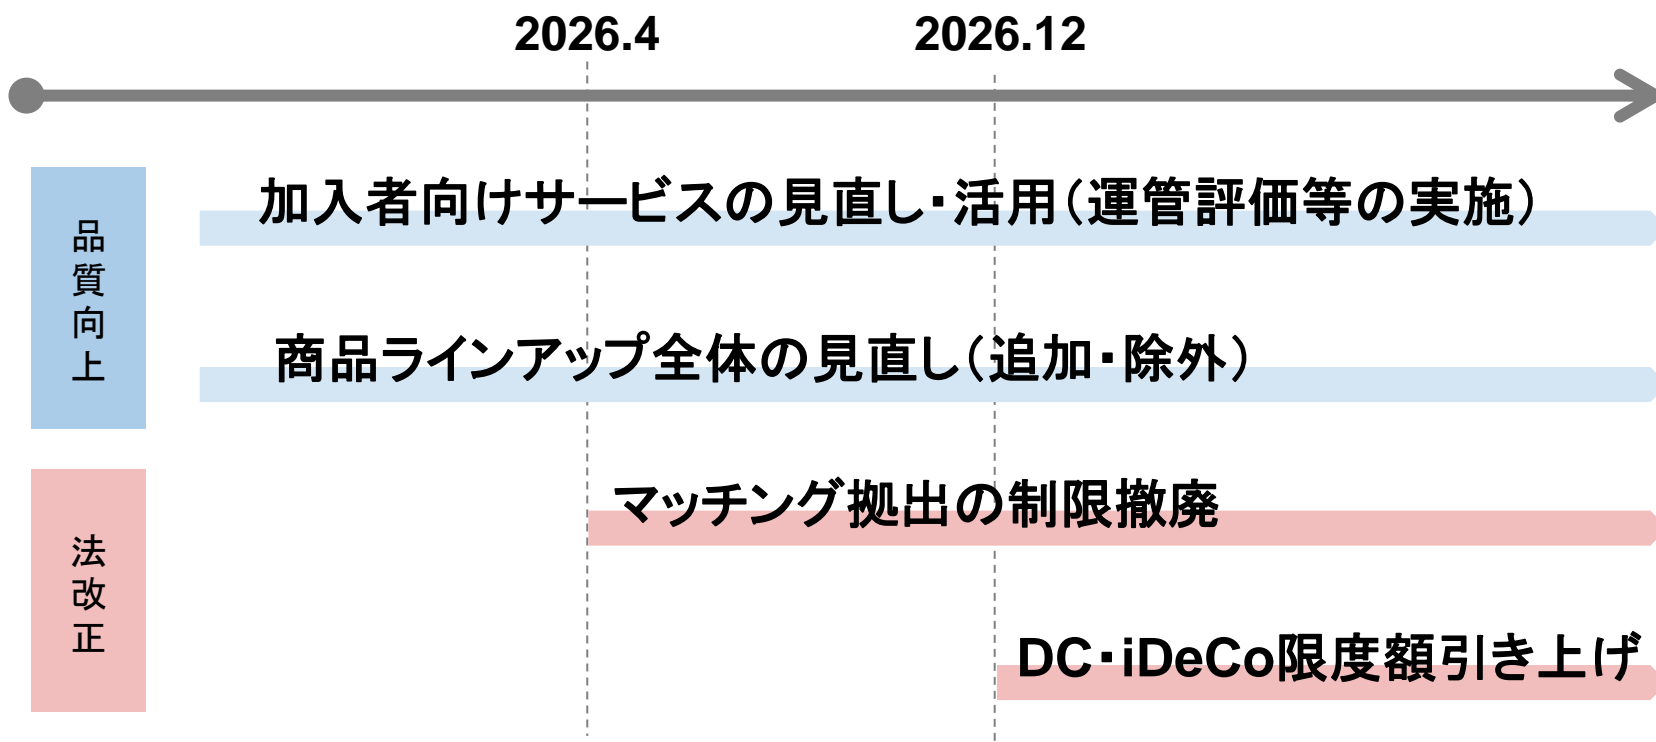 2026.4
2026.12
品質向上
加入者向けサービスの見直し・活用（運管評価等の実施）
商品ラインアップ全体の見直し（追加・除外）
法改正
マッチング拠出の制限撤廃
DC・iDeCo限度額引き上げ